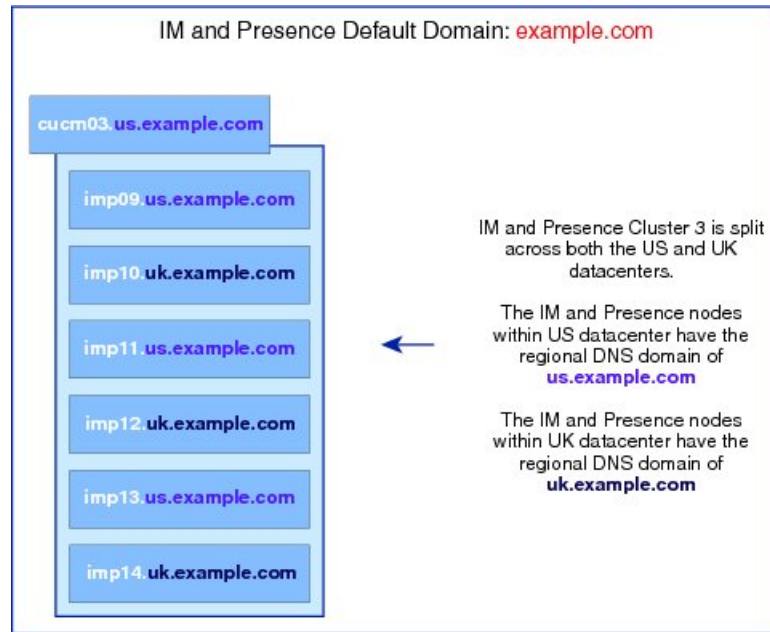 IM and Presence Default Domain: example.com
cucm03.us.example.com
imp09.us.example.com
imp10.uk.example.com
imp11.us.example.com
imp12.uk.example.com
imp13.us.example.com
imp14.uk.example.com
IM and Presence Cluster 3 is split
across both the US and UK
datacenters.
The IM and Presence nodes
within US datacenter have the
regional DNS domain of
us.example.com
The IM and Presence nodes
within UK datacenter have the
regional DNS domain of
uk.example.com